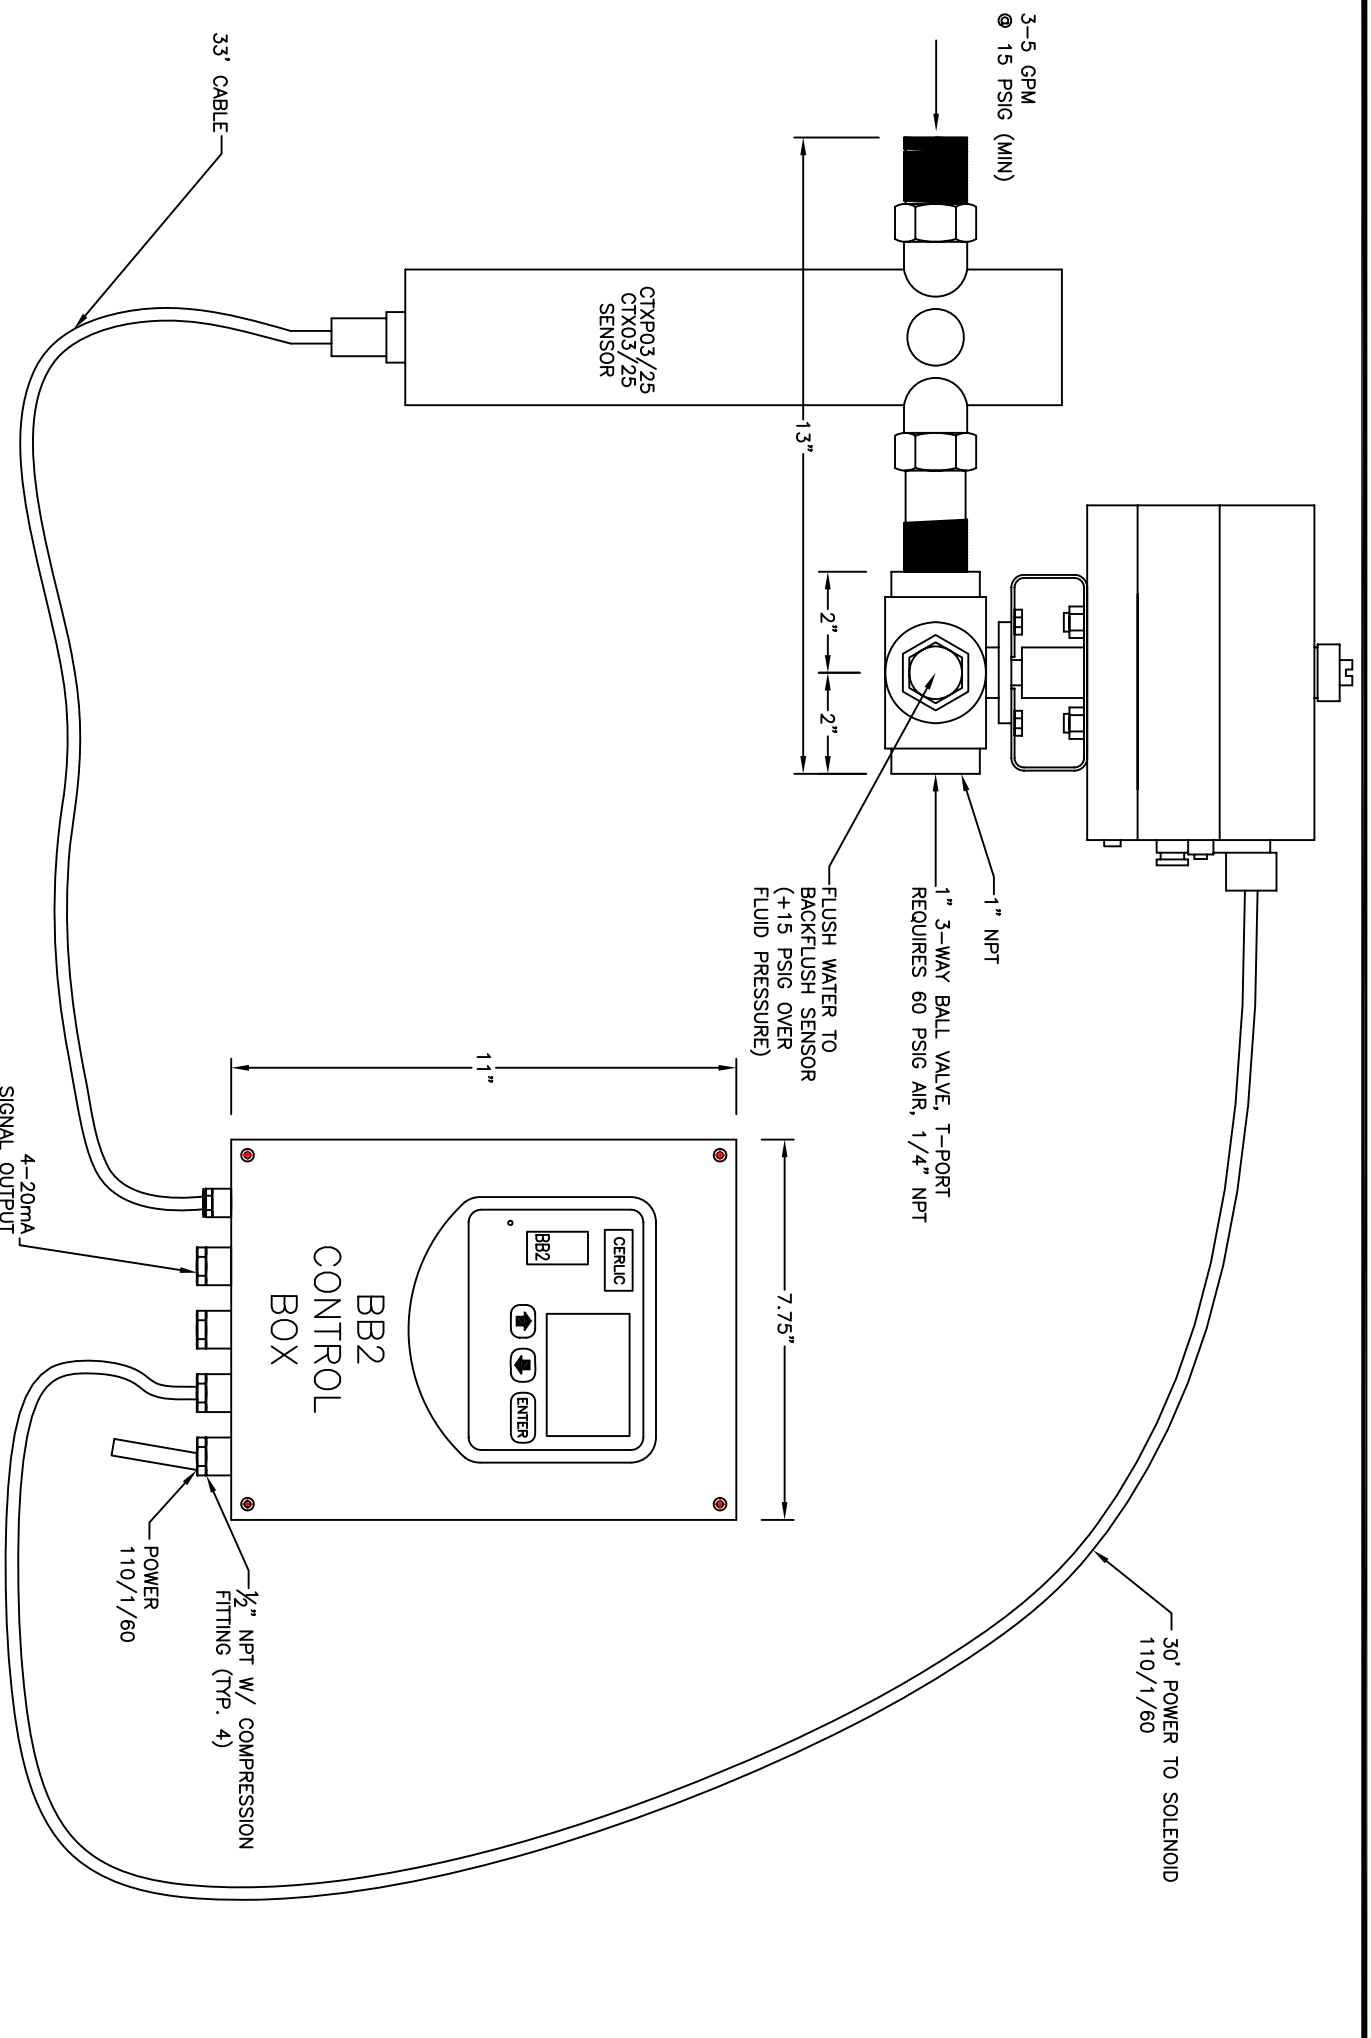 3-5 GPM
@ 15 PSIG (MIN)
33' CABLE
CTXP03/25
CTX03/25
SENSOR
13"
2"
2"
1" NPT
1" 3-WAY BALL VALVE, T-PORT
REQUIRES 60 PSIG AIR, 1/4" NPT
FLUSH WATER TO
BACKFLUSH SENSOR
(+15 PSIG OVER
FLUID PRESSURE)
30' POWER TO SOLENOID
110/1/60
7.75"
11"
CERLIC
BB2
ENTER
BB2
CONTROL
BOX
4-20mA
SIGNAL OUTPUT
½" NPT W/ COMPRESSION
FITTING (TYP. 4)
POWER
110/1/60